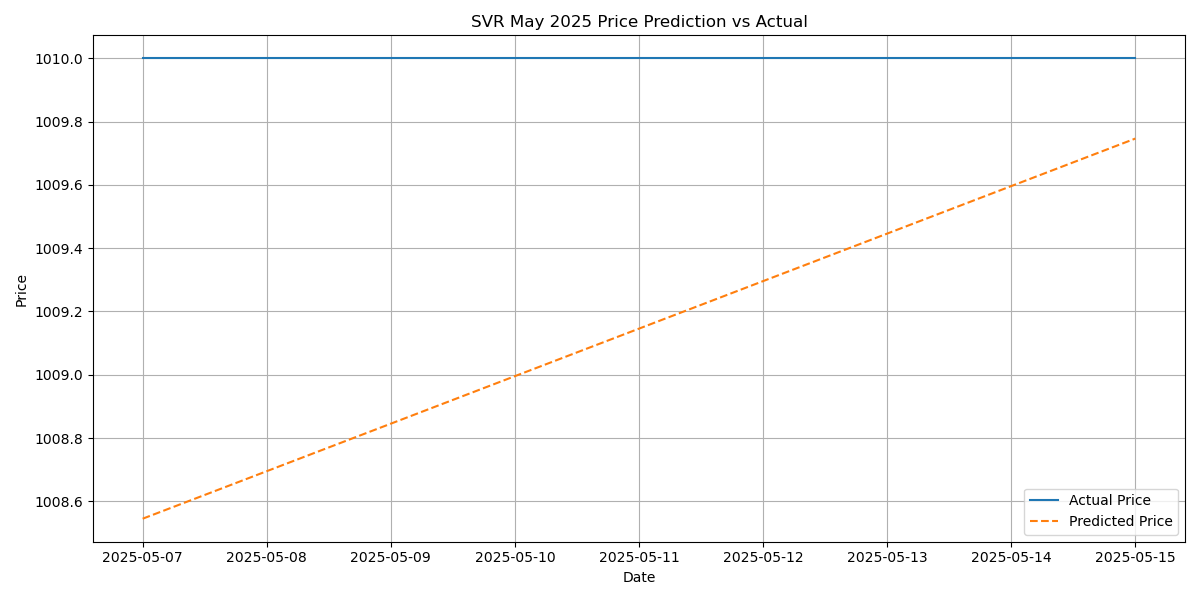 SVR May 2025 Price Prediction vs Actual
1010.0
1009.8
1009.6
1009.4
1009.2
1009.0
1008.8
1008.6
Price
Actual Price
Predicted Price
2025-05-07 2025-05-08 2025-05-09 2025-05-10 2025-05-11 2025-05-12 2025-05-13 2025-05-14 2025-05-15
Date